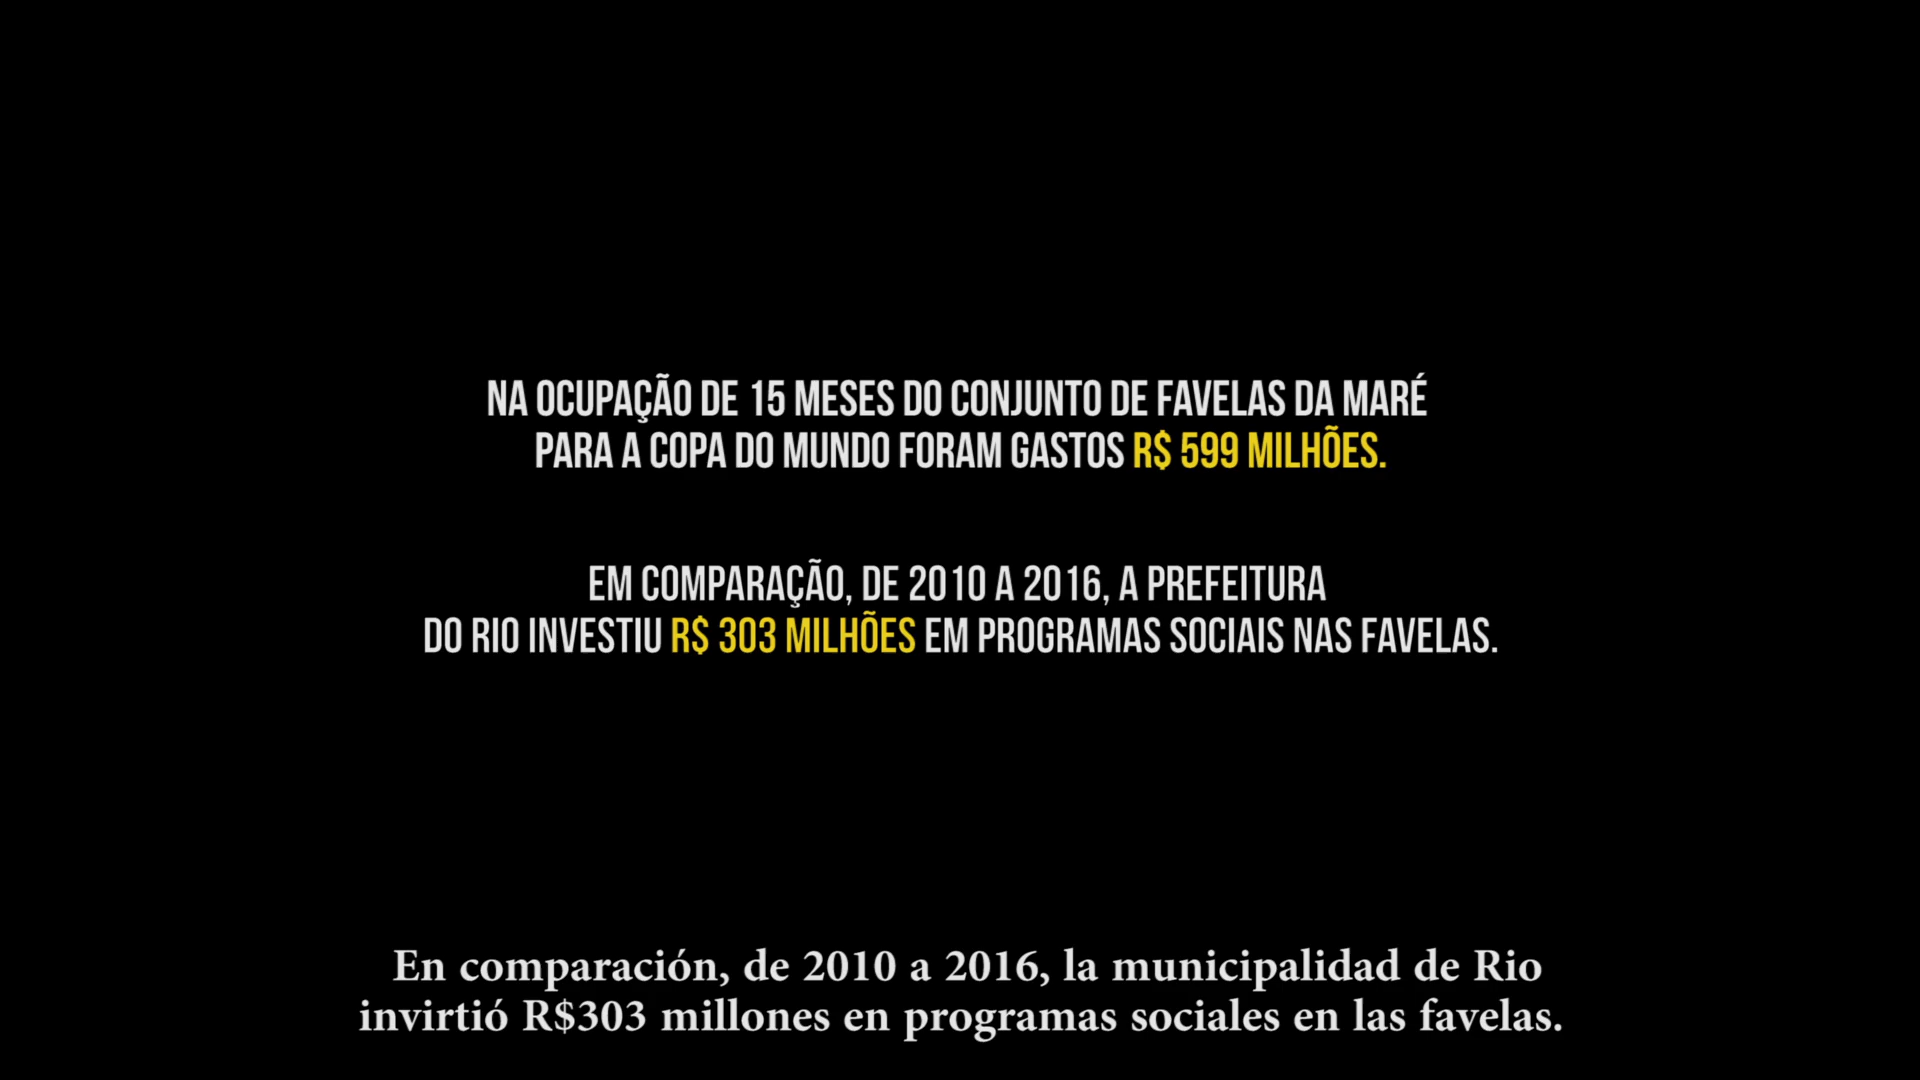 NA OCUPAÇÃO DE 15 MESES DO CONJUNTO DE FAVELAS DA MARÉ
PARA A COPA DO MUNDO FORAM GASTOS R$ 599 MILHÕES.
EM COMPARAÇÃO, DE 2010 A 2016, A PREFEITURA
DO RIO INVESTIU R$ 303 MILHÕES EM PROGRAMAS SOCIAIS NAS FAVELAS.
En comparación, de 2010 a 2016, la municipalidad de Rio
invirtió R$303 millones en programas sociales en las favelas.